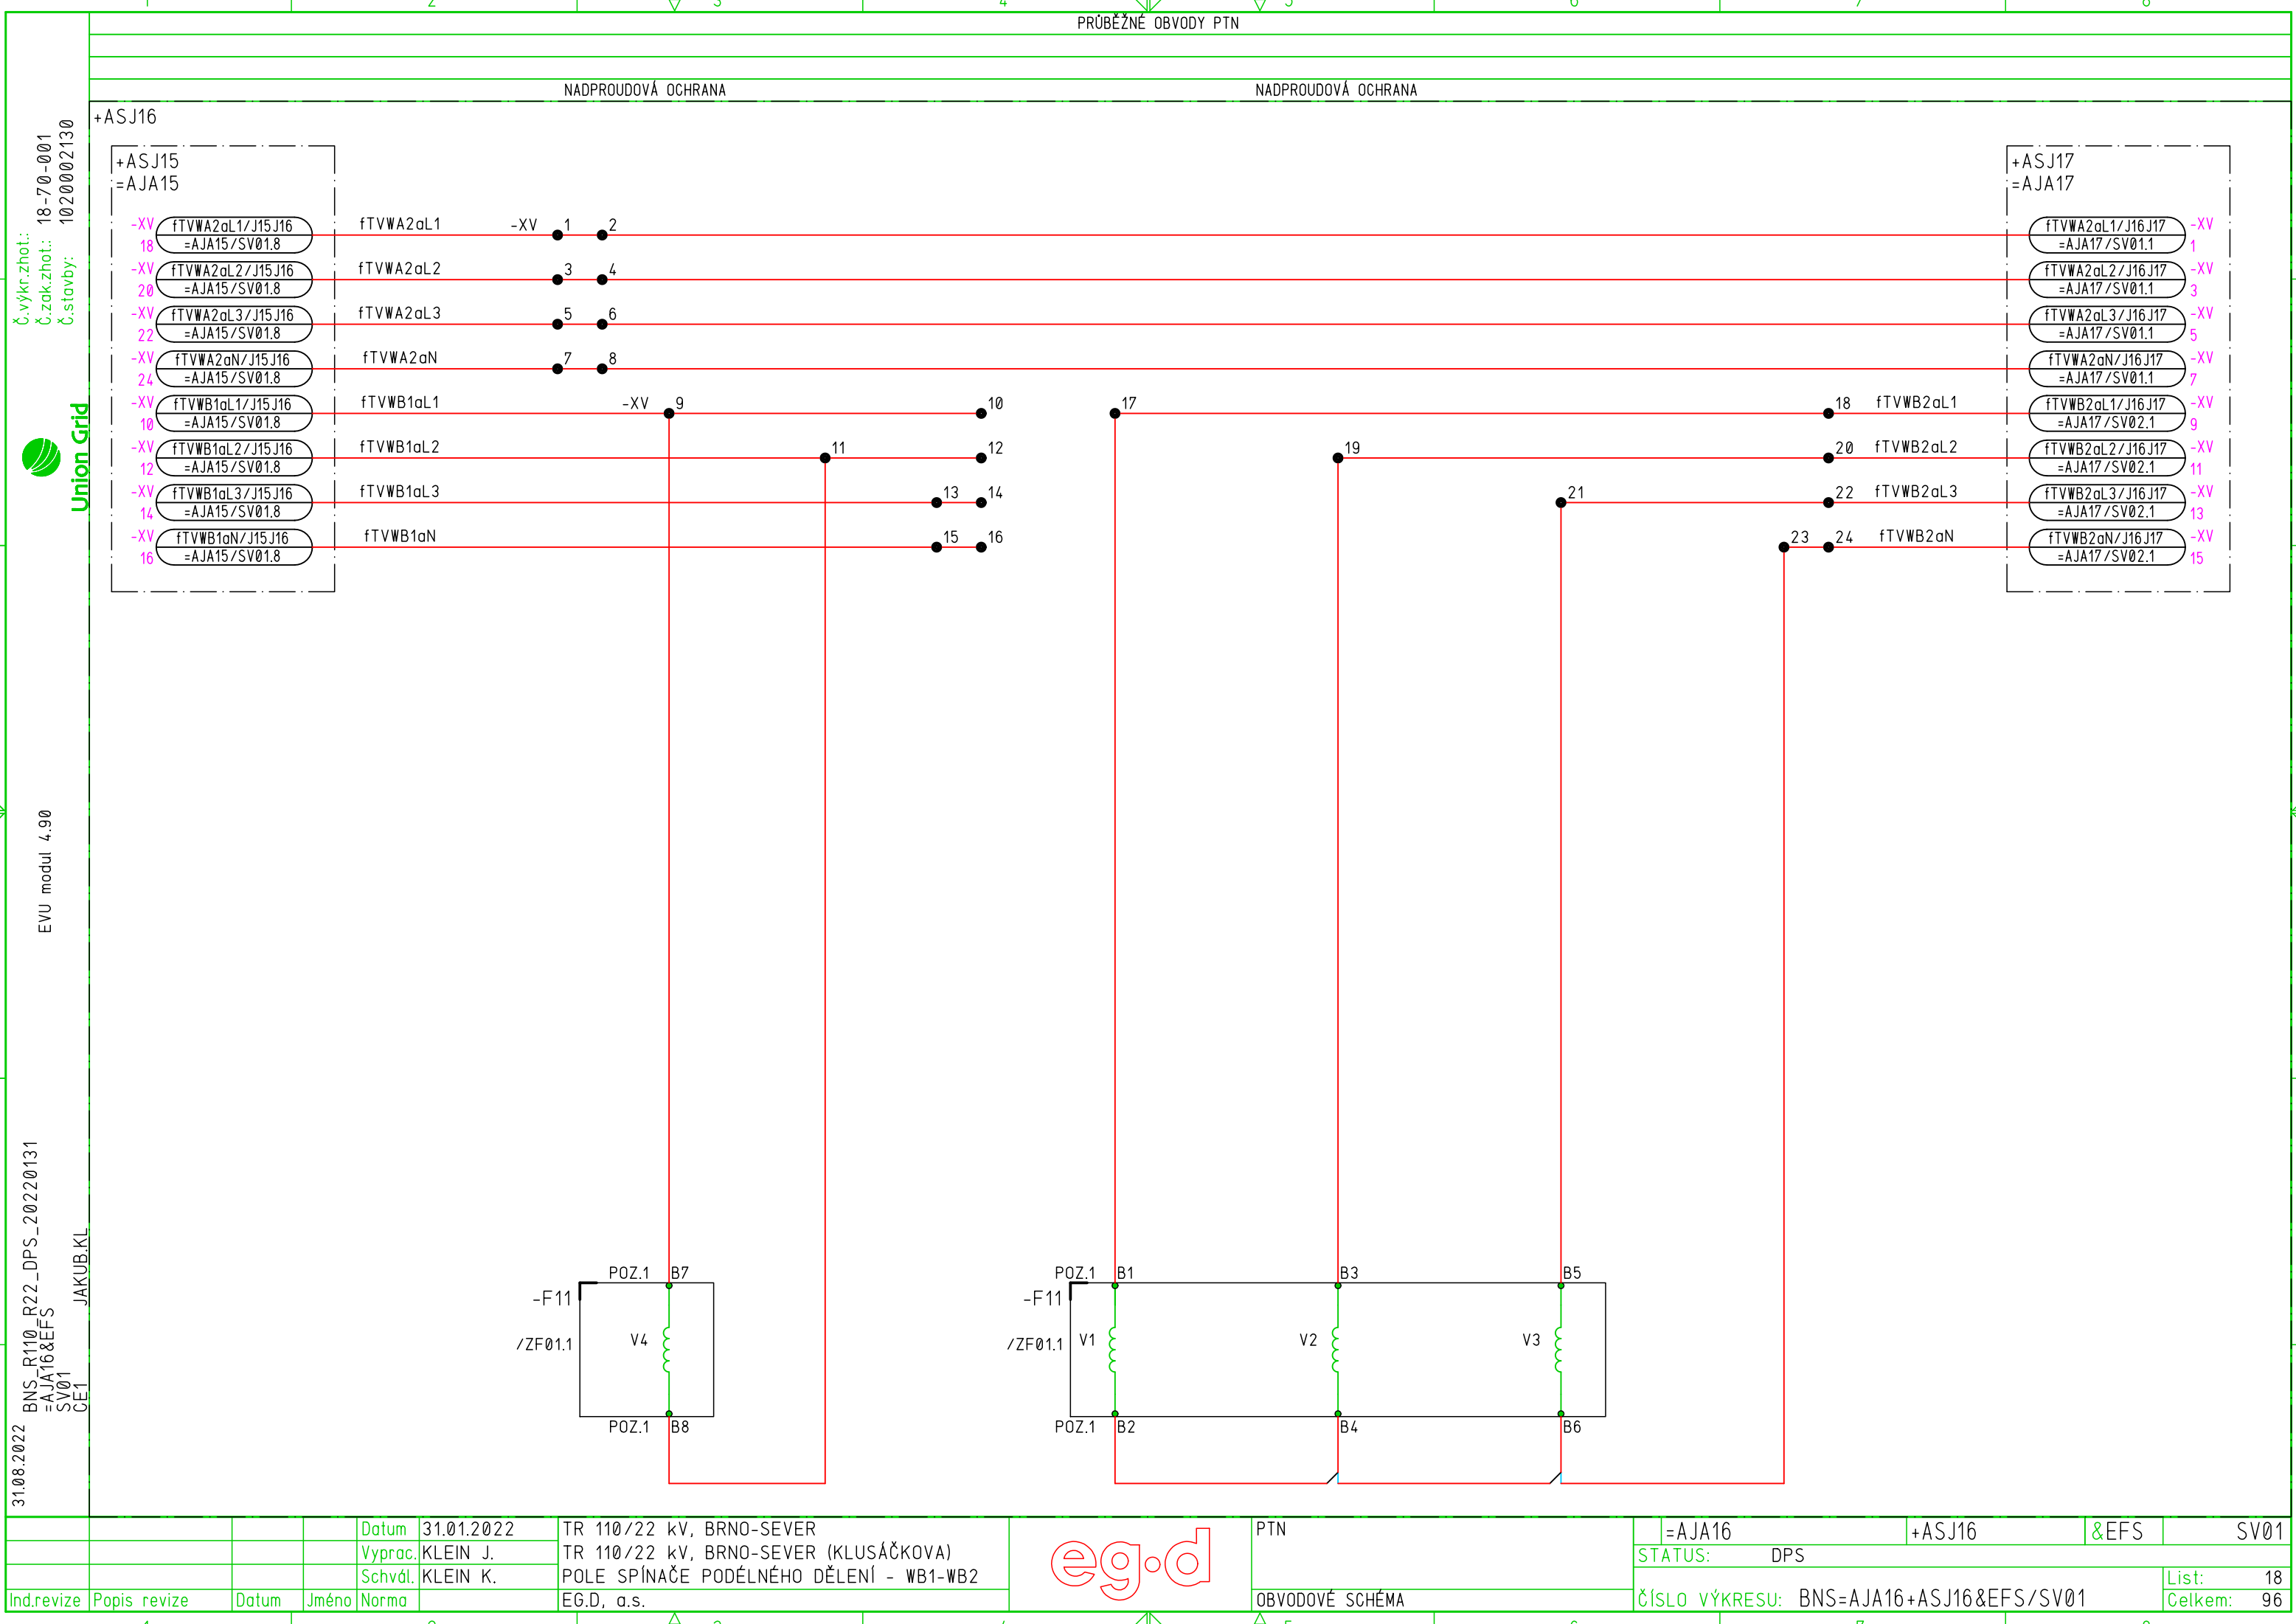 1 2 3 4 5 6 7 8
PRŮBĚŽNÉ OBVODY PTN
NADPROUDOVÁ OCHRANA NADPROUDOVÁ OCHRANA
+ASJ16
+ASJ15
=AJA15
+ASJ17
=AJA17
-XV 18 fTVWA2aL1/J15J16 =AJA15/SV01.8 fTVWA2aL1 -XV 1 2 fTVWA2aL1/J16J17 =AJA17/SV01.1 -XV 1
-XV 20 fTVWA2aL2/J15J16 =AJA15/SV01.8 fTVWA2aL2 3 4 fTVWA2aL2/J16J17 =AJA17/SV01.1 -XV 3
-XV 22 fTVWA2aL3/J15J16 =AJA15/SV01.8 fTVWA2aL3 5 6 fTVWA2aL3/J16J17 =AJA17/SV01.1 -XV 5
-XV 24 fTVWA2aN/J15J16 =AJA15/SV01.8 fTVWA2aN 7 8 fTVWA2aN/J16J17 =AJA17/SV01.1 -XV 7
-XV 10 fTVWB1aL1/J15J16 =AJA15/SV01.8 fTVWB1aL1 -XV 9 10 17 18 fTVWB2aL1 fTVWB2aL1/J16J17 =AJA17/SV02.1 -XV 9
-XV 12 fTVWB1aL2/J15J16 =AJA15/SV01.8 fTVWB1aL2 11 12 19 20 fTVWB2aL2 fTVWB2aL2/J16J17 =AJA17/SV02.1 -XV 11
-XV 14 fTVWB1aL3/J15J16 =AJA15/SV01.8 fTVWB1aL3 13 14 21 22 fTVWB2aL3 fTVWB2aL3/J16J17 =AJA17/SV02.1 -XV 13
-XV 16 fTVWB1aN/J15J16 =AJA15/SV01.8 fTVWB1aN 15 16 23 24 fTVWB2aN fTVWB2aN/J16J17 =AJA17/SV02.1 -XV 15
Č.výkr.zhot.:
Č.zak.zhot.: 18-70-001
Č.stavby: 1020002130
Union Grid
EVU modul 4.90
31.08.2022
BNS_R110_R22_DPS_20220131
=AJA16&EFS
SV01
CE1 JAKUB.KL
POZ.1 B7 POZ.1 B1 B3 B5
-F11 -F11
/ZF01.1 V4 /ZF01.1 V1 V2 V3
POZ.1 B8 POZ.1 B2 B4 B6
Datum 31.01.2022 TR 110/22 kV, BRNO-SEVER PTN =AJA16 +ASJ16 &EFS SV01
Vyprac. KLEIN J. TR 110/22 kV, BRNO-SEVER (KLUSÁČKOVA) eg.d STATUS: DPS
Schvál. KLEIN K. POLE SPÍNAČE PODÉLNÉHO DĚLENÍ - WB1-WB2 List: 18
Ind.revize Popis revize Datum Jméno Norma EG.D, a.s. OBVODOVÉ SCHÉMA ČÍSLO VÝKRESU: BNS=AJA16+ASJ16&EFS/SV01 Celkem: 96